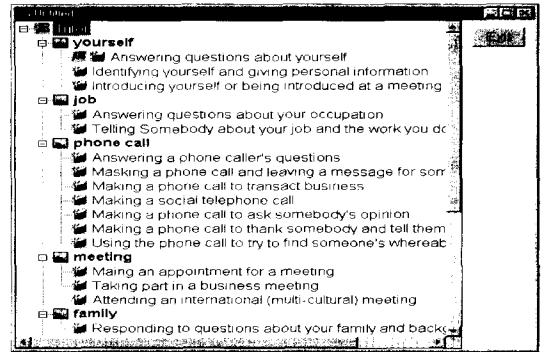 Untitled
yourself
Answering questions about yourself
Identifying yourself and giving personal information
Introducing yourself or being introduced at a meeting
job
Answering questions about your occupation
Telling Somebody about your job and the work you dc
phone call
Answering a phone caller's questions
Masking a phone call and leaving a message for som
Making a phone call to transact business
Making a social telephone call
Making a phone call to ask somebody's opinion
Making a phone call to thank somebody and tell them
Using the phone call to try to find someone's whereab
meeting
Maing an appointment for a meeting
Taking part in a business meeting
Attending an international (multi-cultural) meeting
family
Responding to questions about your family and backg